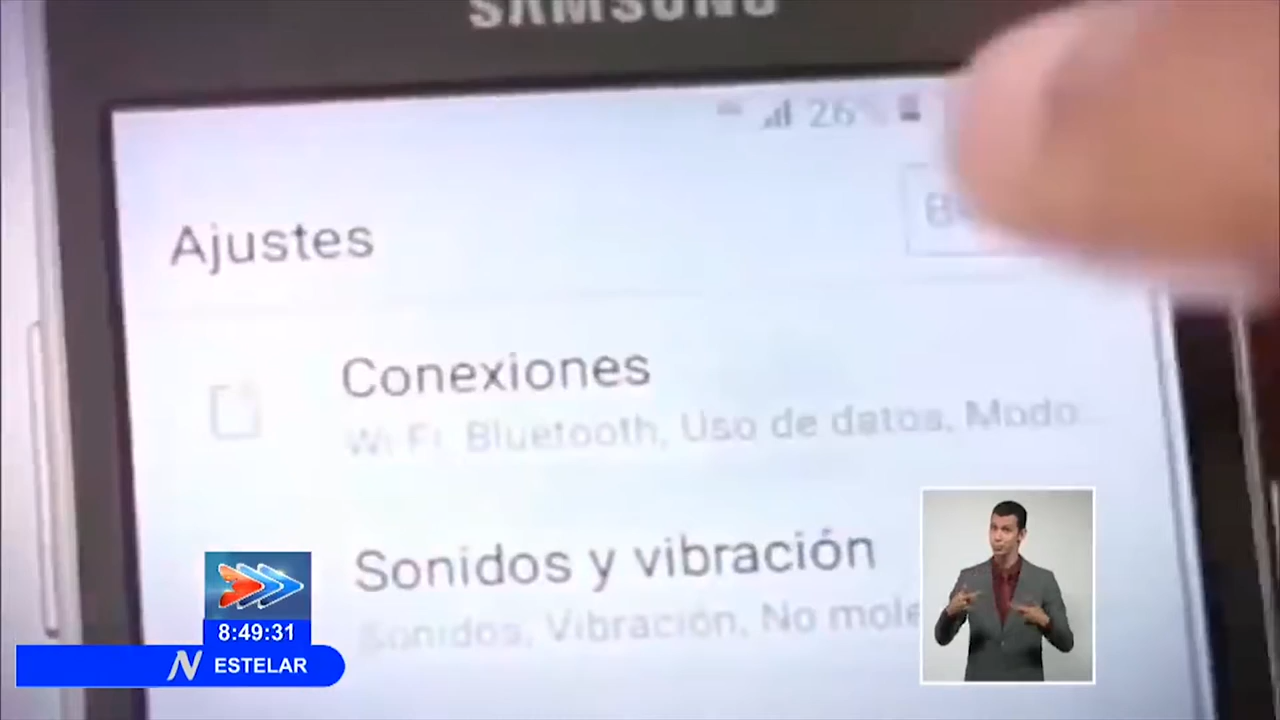 SAMSUNG
26%
Ajustes
Conexiones
Wi-Fi, Bluetooth, Uso de datos, Modo
Sonidos y vibración
Sonidos, Vibración, No mole
8:49:31
N ESTELAR